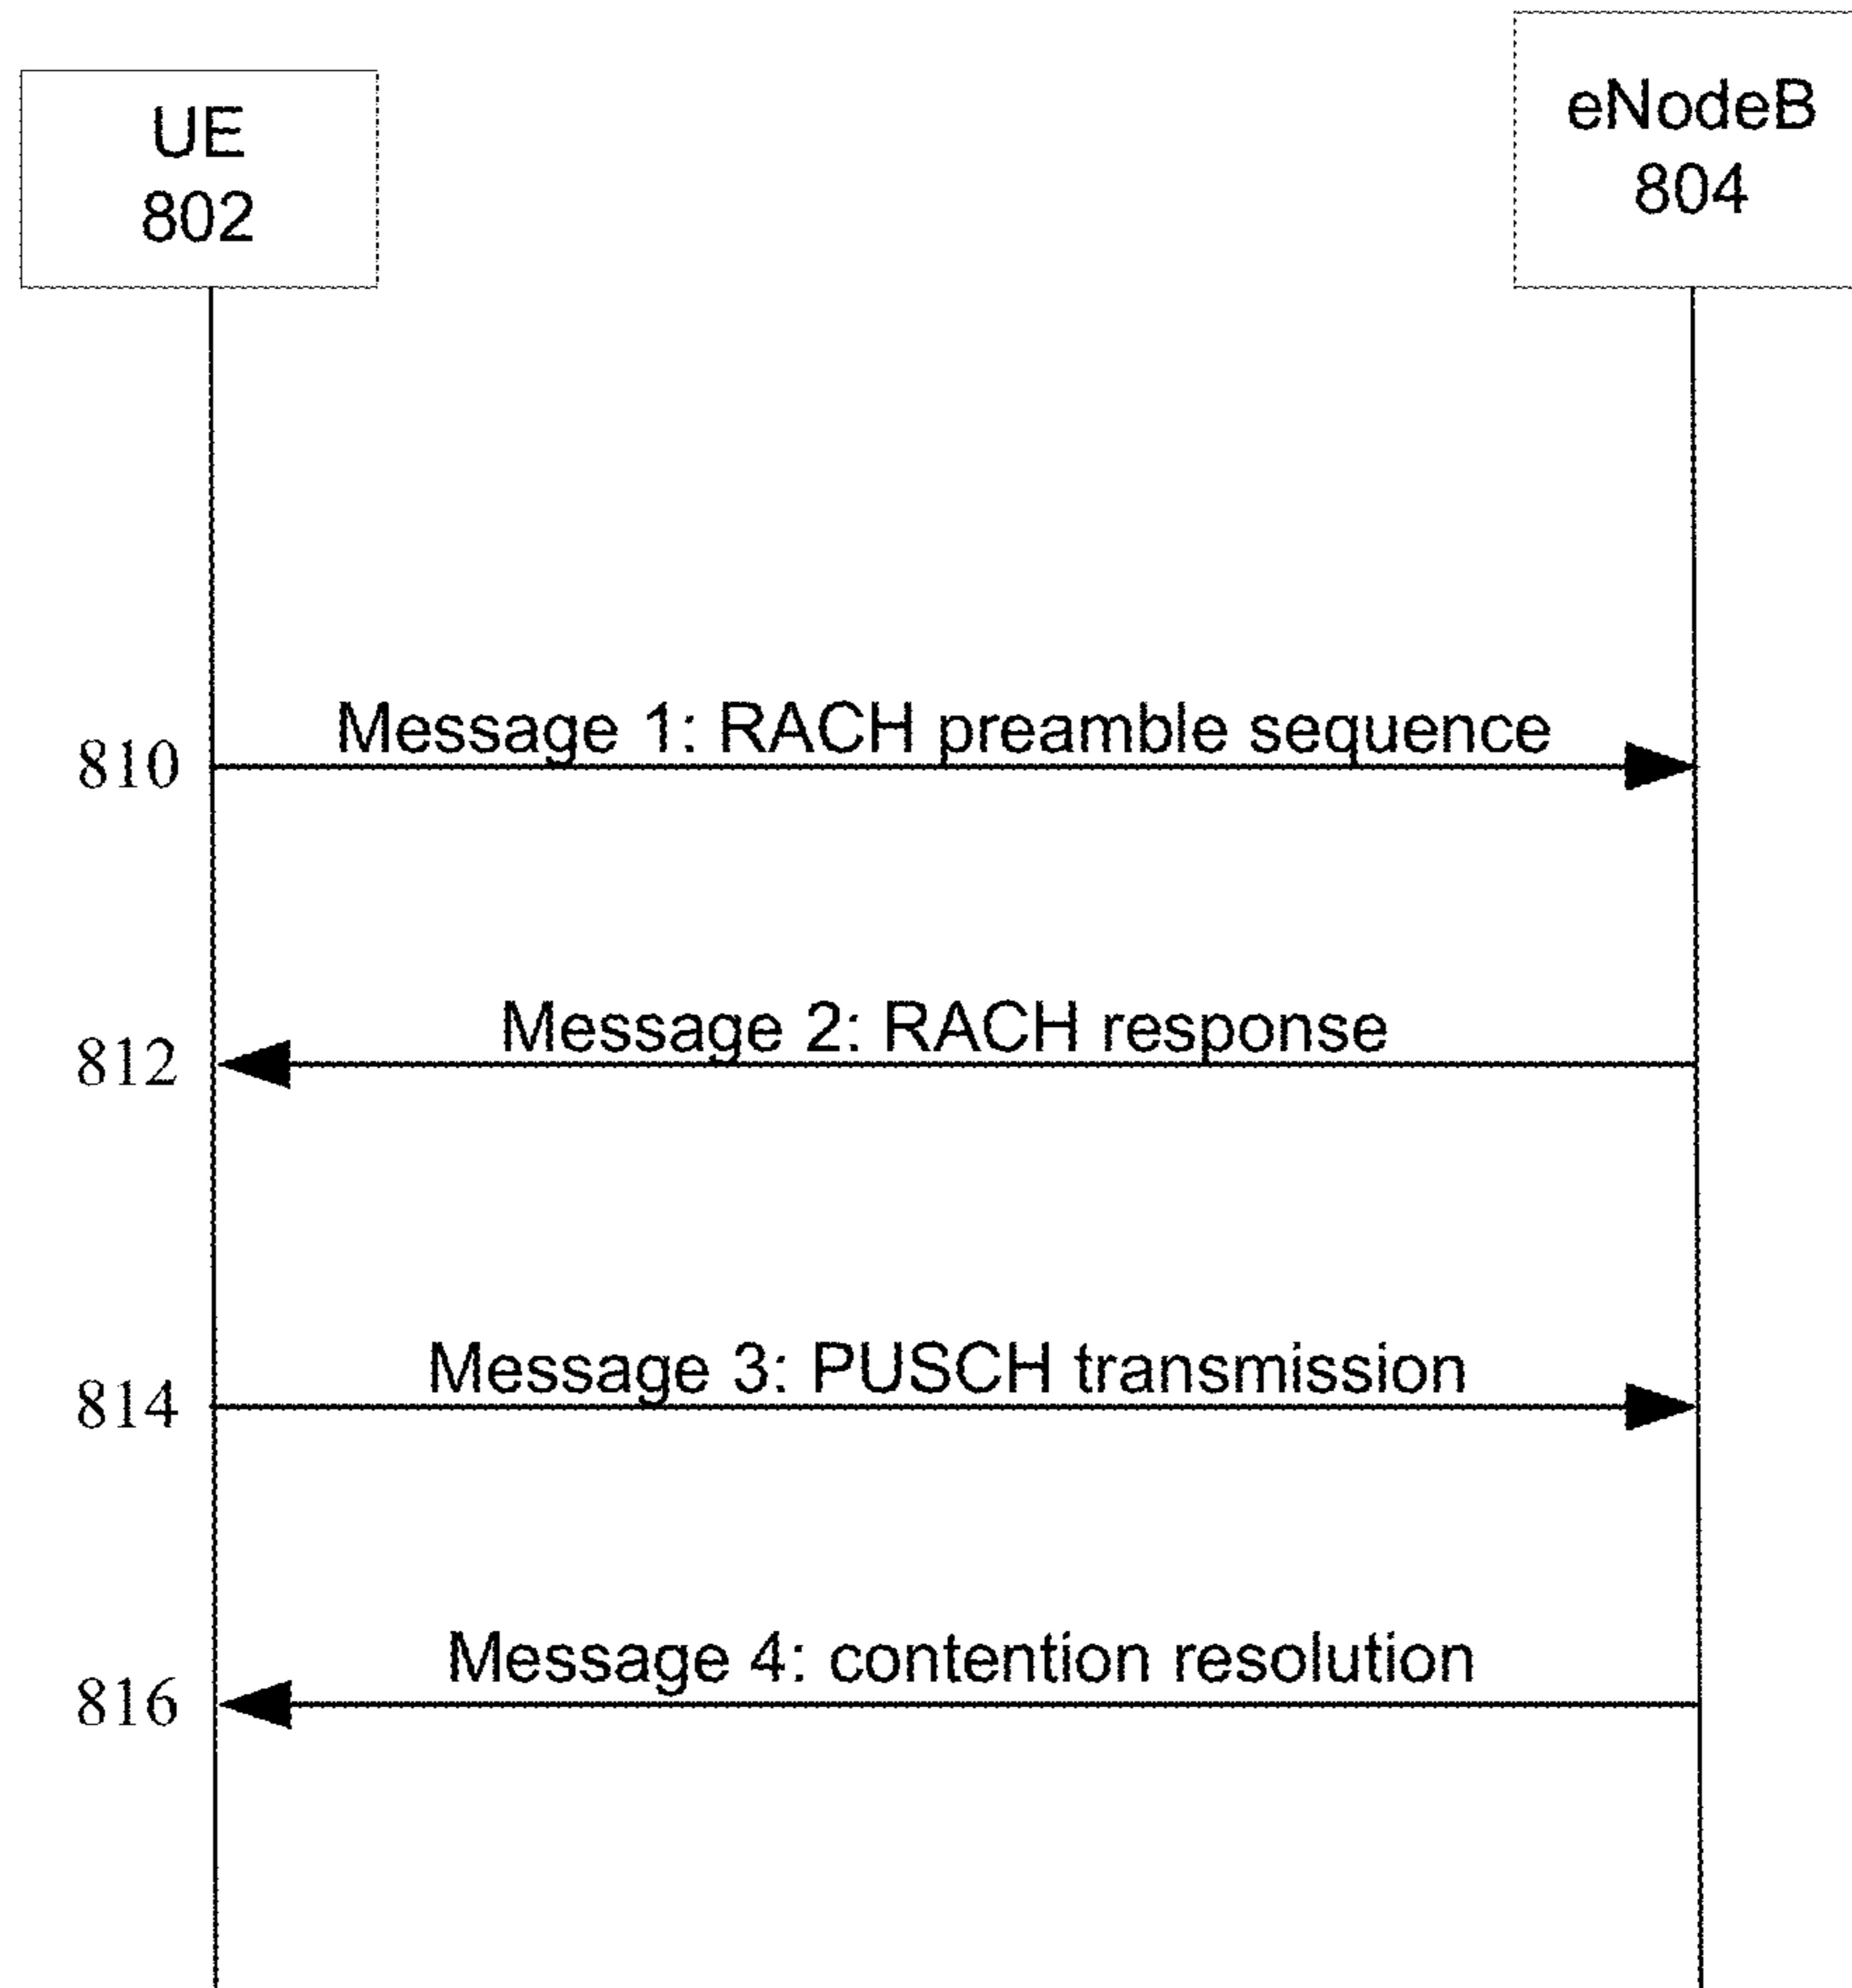 UE
802
eNodeB
804
Message 1: RACH preamble sequence
810
Message 2: RACH response
812
Message 3: PUSCH transmission
814
Message 4: contention resolution
816